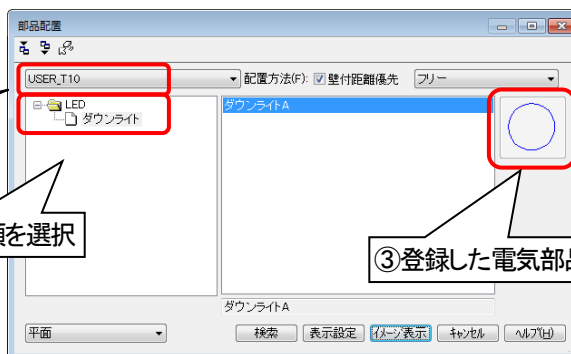 部品配置
USER_T10
配置方法(F):
壁付距離優先
フリー
LED
ダウンライト
ダウンライトA
を選択
③登録した電気部
ダウンライトA
平面
検索
表示設定
イメージ表示
キャンセル
ヘルプ(H)